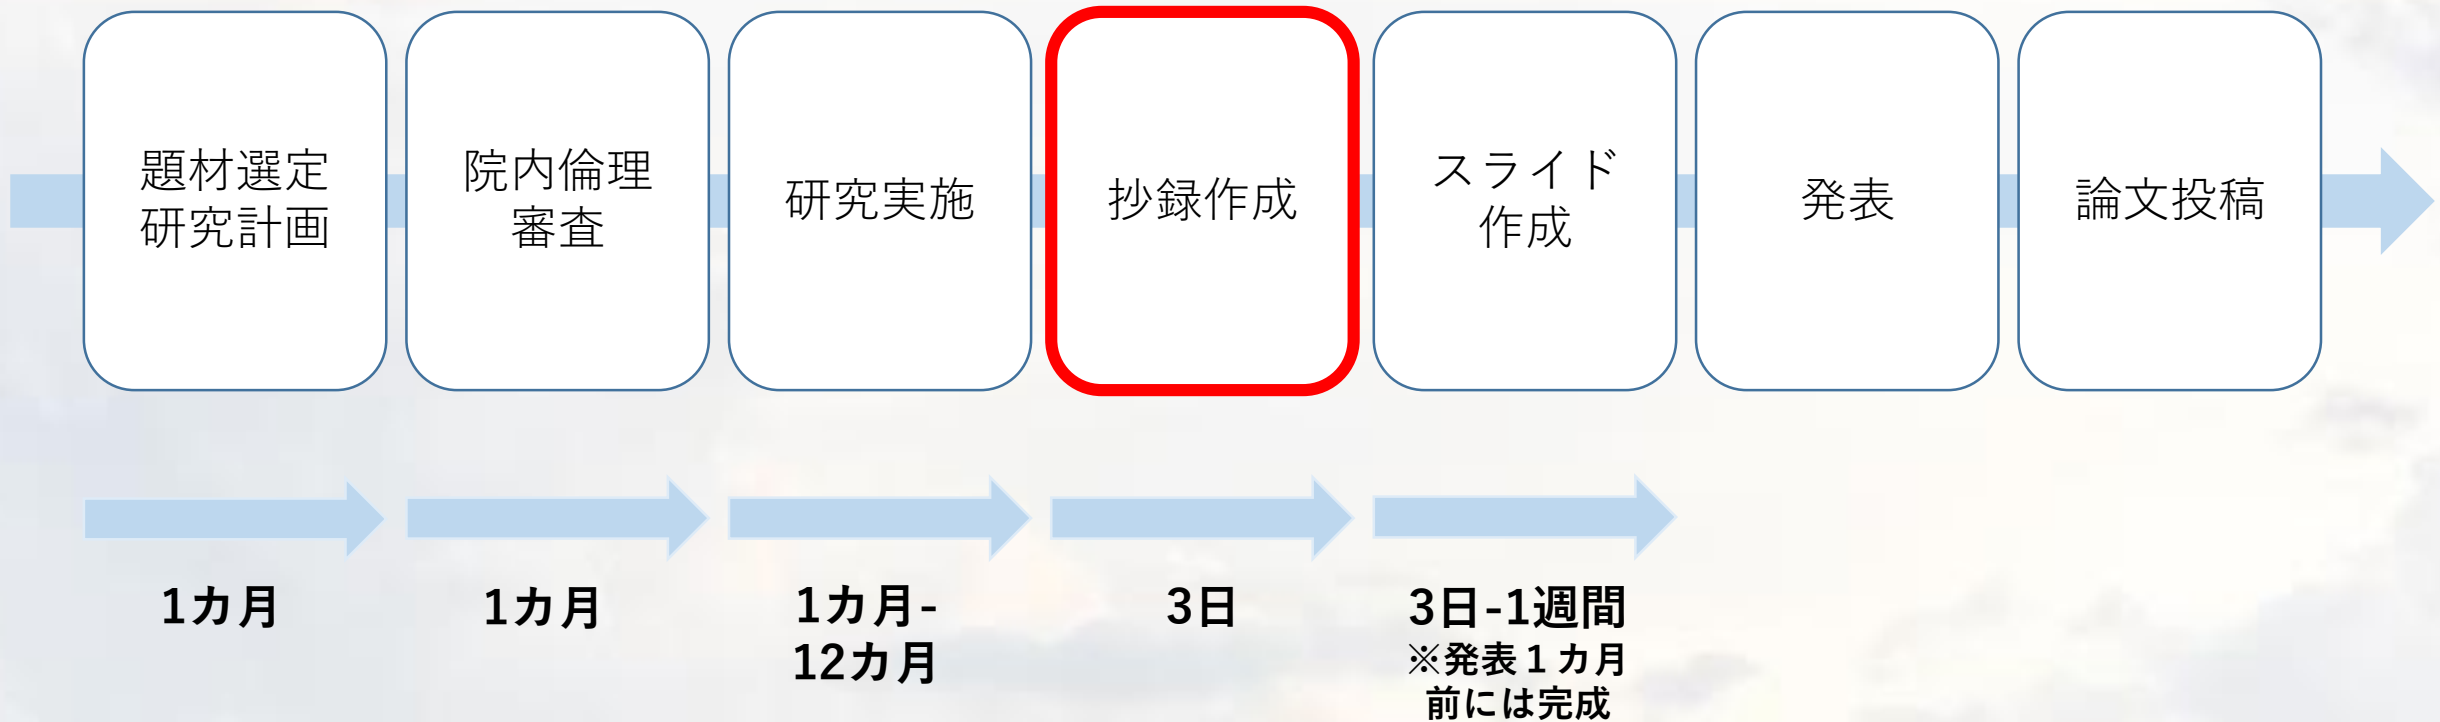 題材選定
研究計画
院内倫理
審査
研究実施
抄録作成
スライド
作成
発表
論文投稿
1カ月
1カ月
1カ月-
12カ月
3日
3日-1週間
※発表１カ月
前には完成